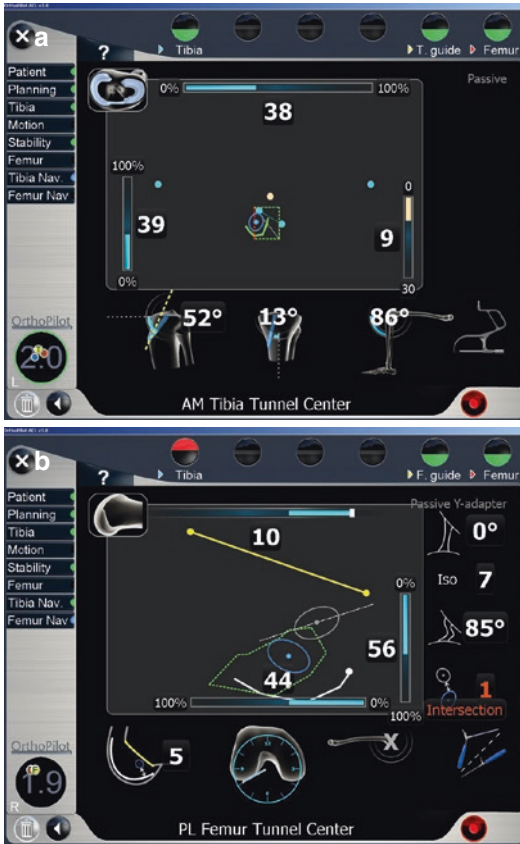 a
?
Tibia
T. guide
Femur
Patient
Planning
Tibia
Motion
Stability
Femur
Tibia Nav.
Femur Nav
Passive
0%
100%
38
100%
39
0%
0
9
30
52°
13°
86°
OrthoPilot
2.0
L
AM Tibia Tunnel Center
b
?
Tibia
F. guide
Femur
Patient
Planning
Tibia
Motion
Stability
Femur
Tibia Nav.
Femur Nav
Passive Y-adapter
10
0°
Iso 7
0%
56
85°
44
100%
0%
100%
1
Intersection
5
X
OrthoPilot
1.9
R
PL Femur Tunnel Center